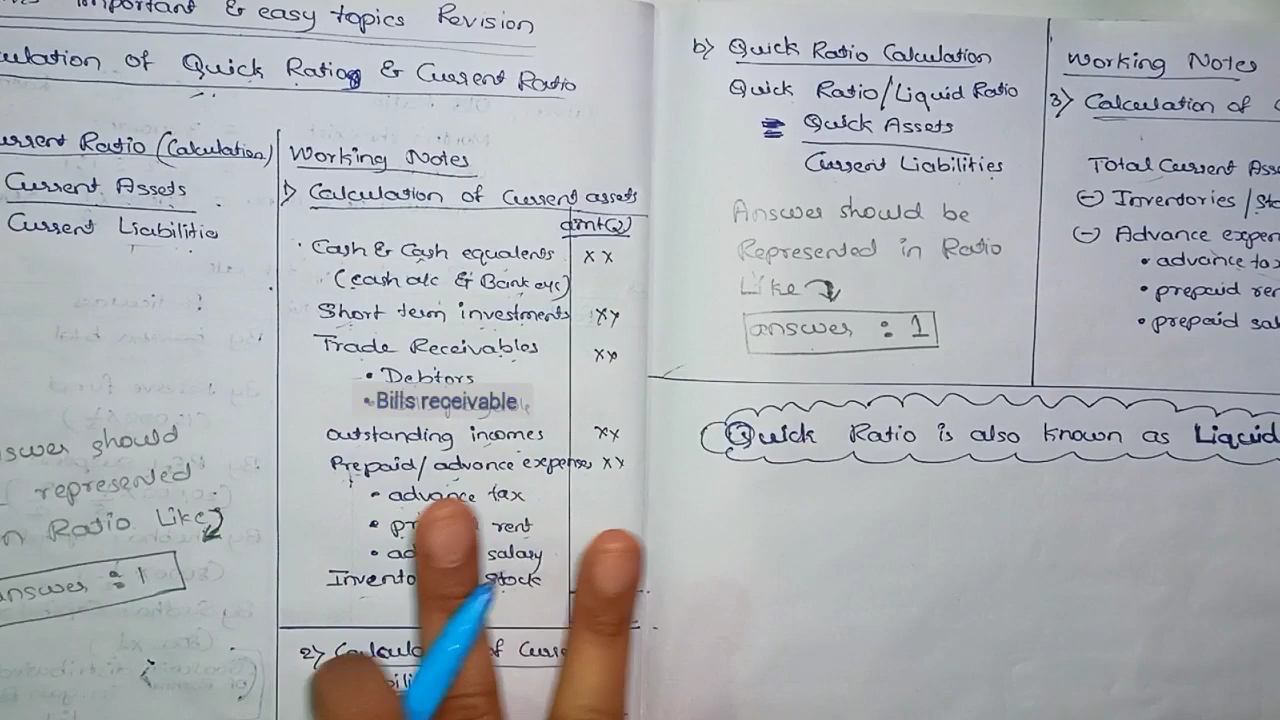 important & easy topics Revision
culation of Quick Ratio & Current Ratio
Current Ratio (Calculation)
Current Assets
Current Liabilitie
answer should
represented
in Ratio Like
answer : 1
Working Notes
1) Calculation of Current assets
amt(₹)
Cash & Cash equalents xx
(cash a/c & Bank a/c)
Short term investments xx
Trade Receivables xx
• Debtors
• Bills receivable
outstanding incomes xx
Prepaid/advance expenses xx
• advance tax
• rent
• salary
Stock
2) of
b) Quick Ratio Calculation
Quick Ratio/Liquid Ratio
= Quick Assets
Current Liabilities
Answer should be
Represented in Ratio
Like
answer : 1
Working Notes
3) Calculation of
Total Current Ass
(-) Inventories/Sto
(-) Advance expen
• advance tax
• prepaid ren
• prepaid sal
Quick Ratio is also known as Liquid